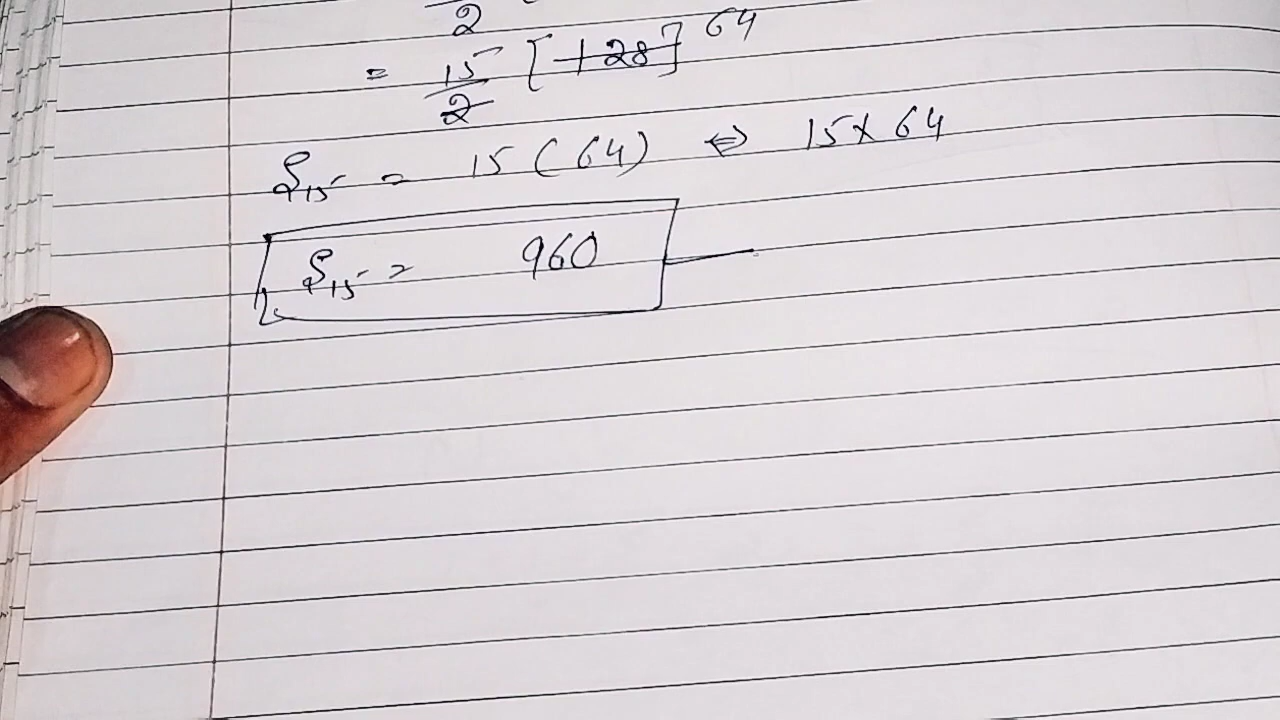 2
= 15/2 [128] 64
S15 = 15 (64) ⇔ 15 x 64
S15 = 960